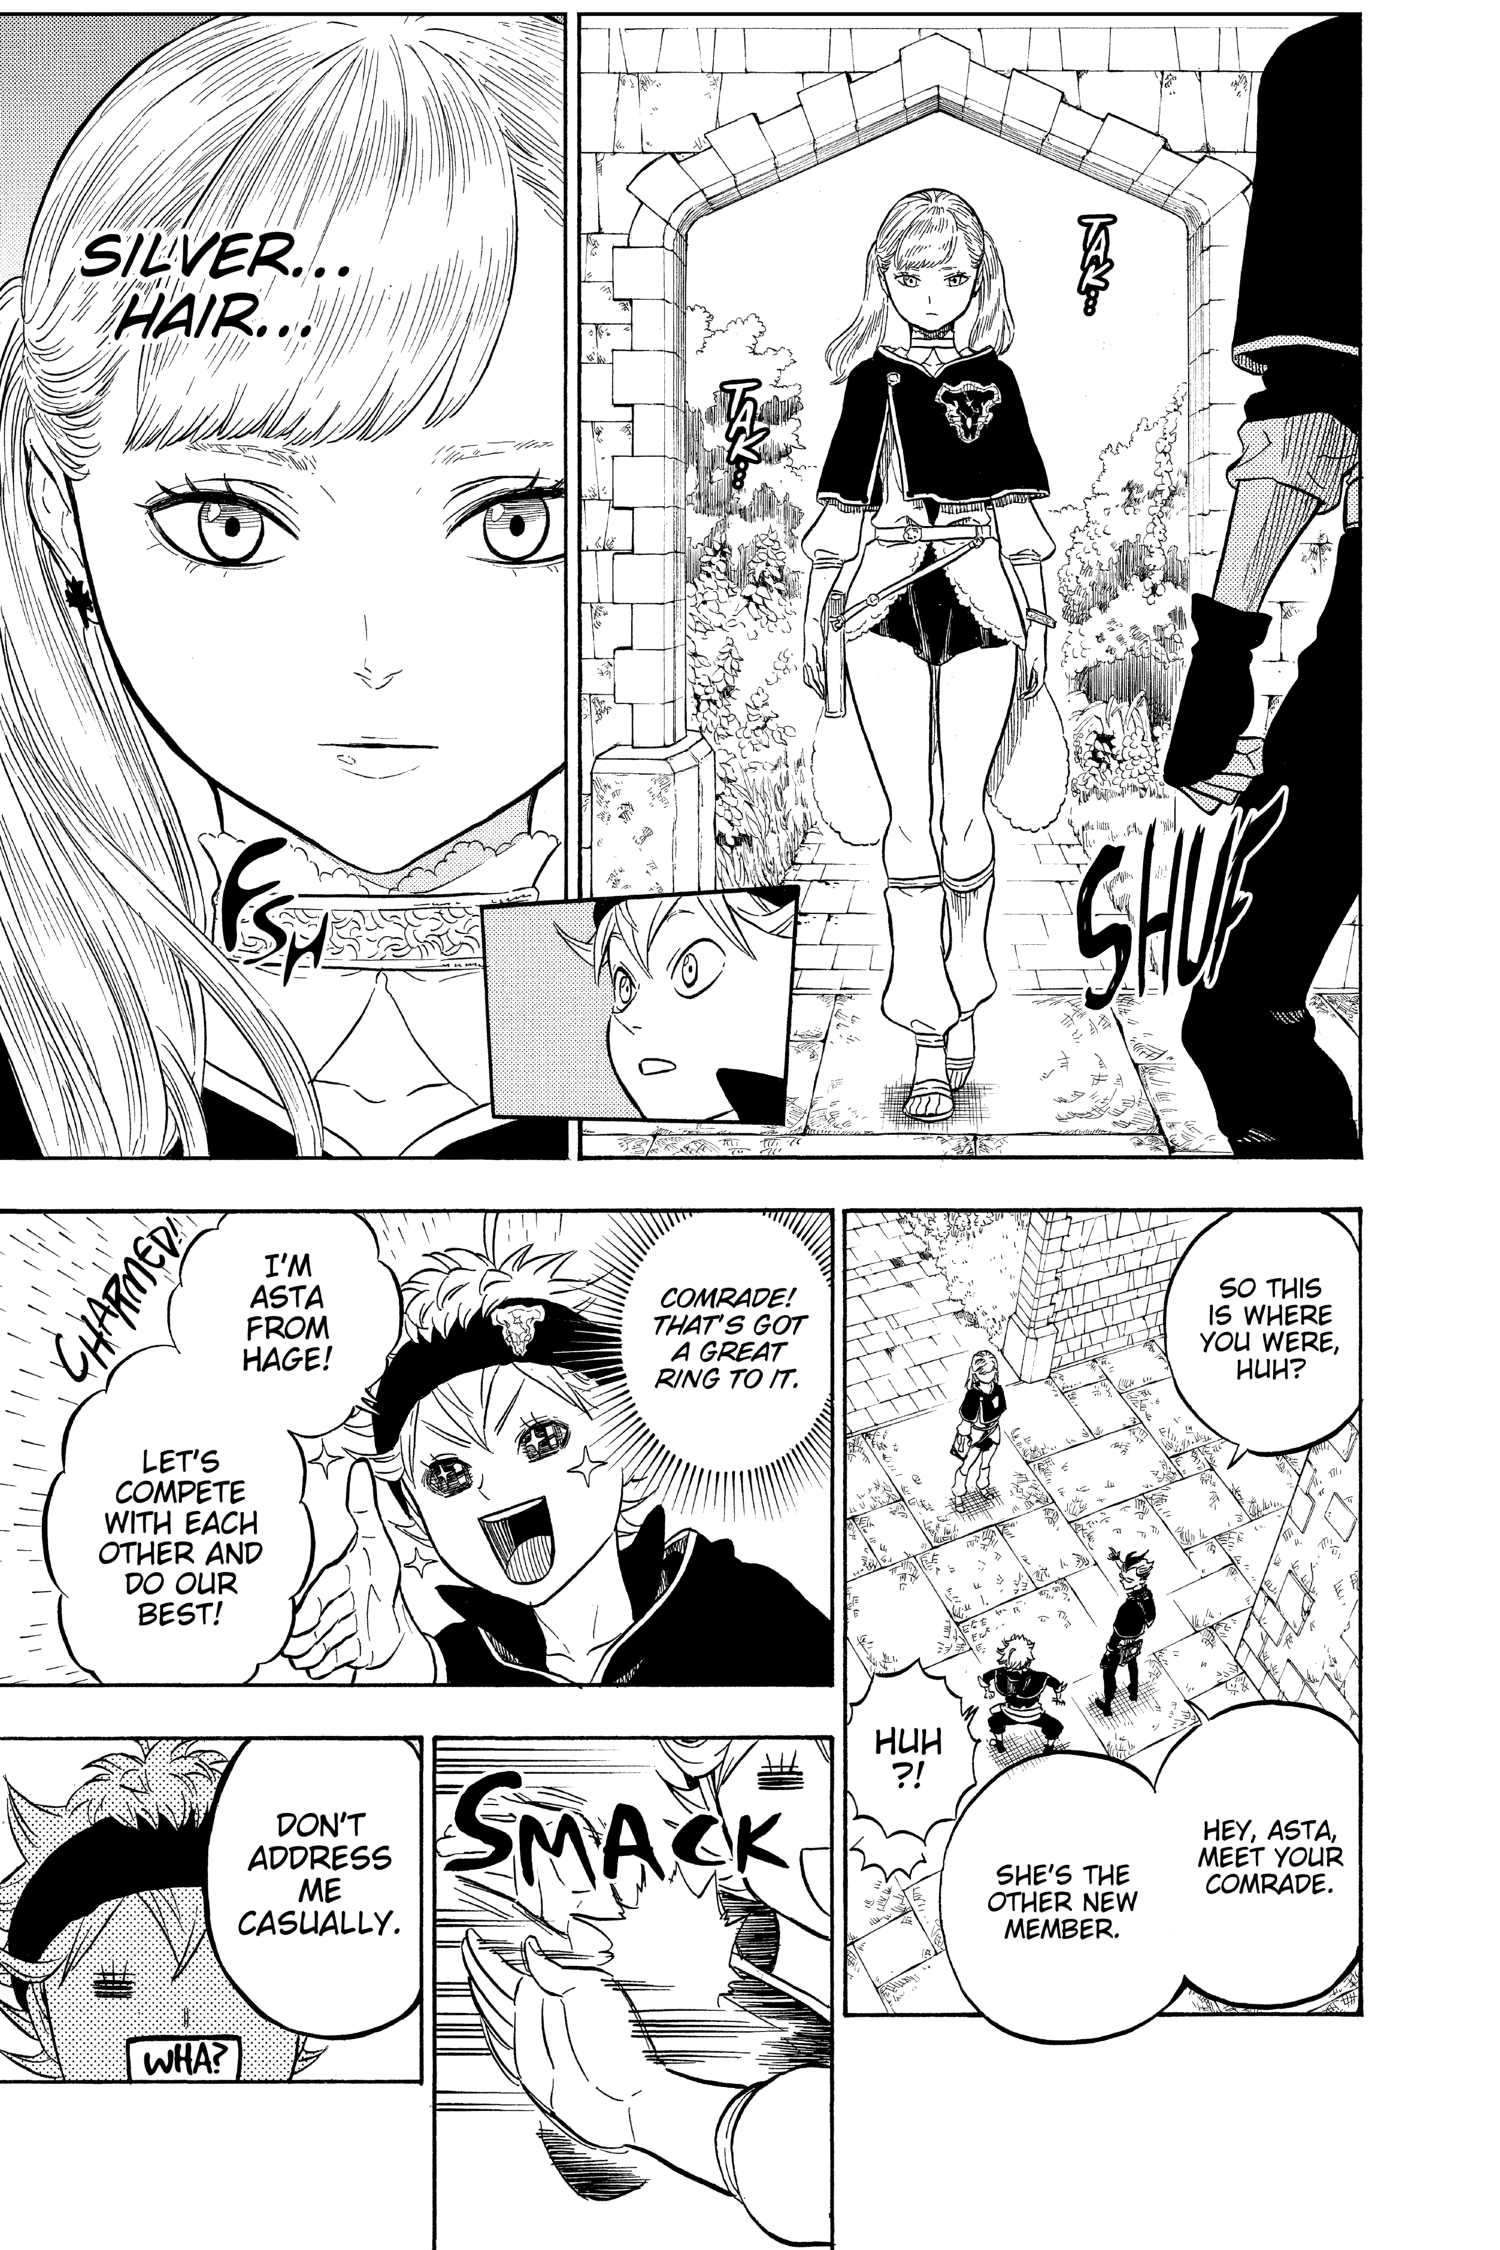 TAK...
TAK...
SHUF
SILVER...
HAIR...
FSH
SO THIS
IS WHERE
YOU WERE,
HUH?
HEY, ASTA,
MEET YOUR
COMRADE.
SHE'S THE
OTHER NEW
MEMBER.
HUH
?!
COMRADE!
THAT'S GOT
A GREAT
RING TO IT.
I'M
ASTA
FROM
HAGE!
CHARMED!
LET'S
COMPETE
WITH EACH
OTHER AND
DO OUR
BEST!
SMACK
DON'T
ADDRESS
ME
CASUALLY.
WHA?